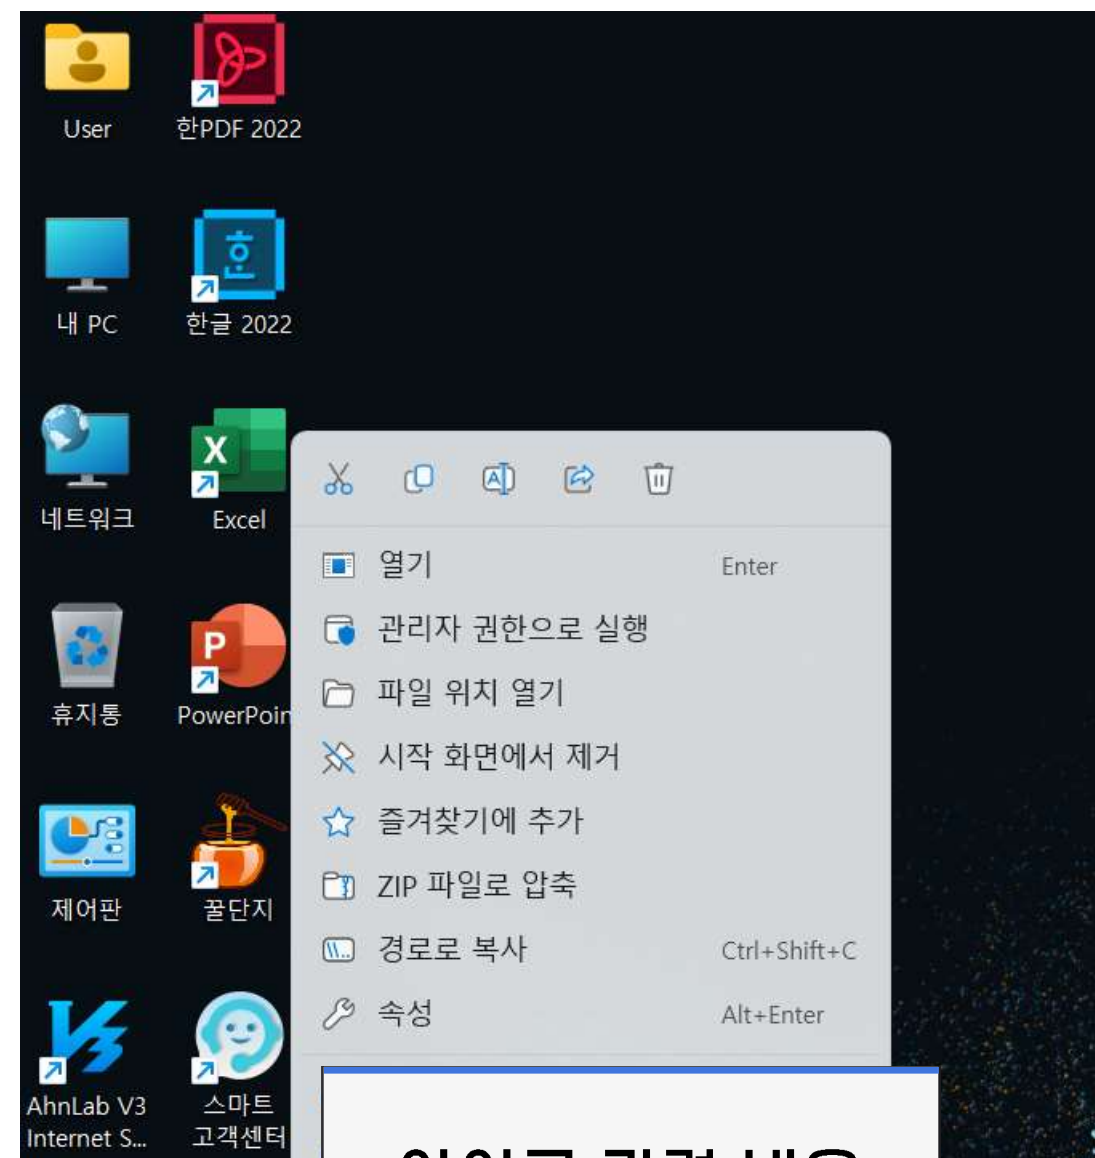 User
한PDF 2022
내 PC
한글 2022
네트워크
Excel
휴지통
PowerPoin
제어판
꿀단지
AhnLab V3
Internet S...
스마트
고객센터
열기 Enter
관리자 권한으로 실행
파일 위치 열기
시작 화면에서 제거
즐겨찾기에 추가
ZIP 파일로 압축
경로로 복사 Ctrl+Shift+C
속성 Alt+Enter